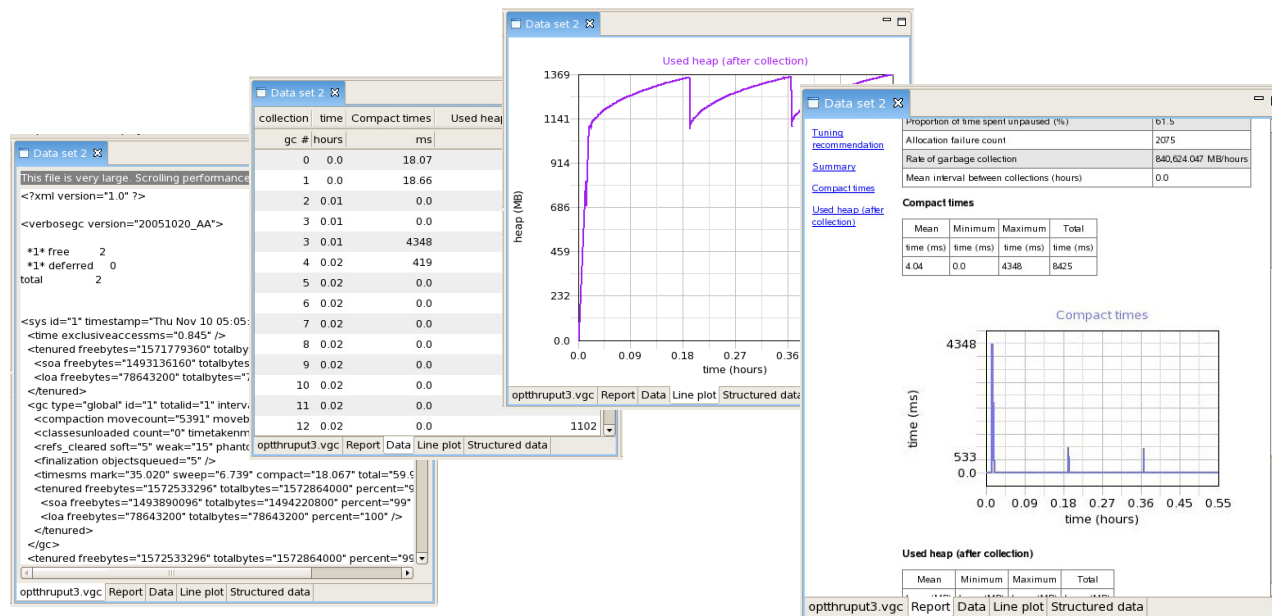 Data set 2
This file is very large. Scrolling performance
<?xml version="1.0" ?>
<verbosegc version="20051020_AA">
*1* free 2
*1* deferred 0
total 2
<sys id="1" timestamp="Thu Nov 10 05:05:
<time exclusiveaccessms="0.845" />
<tenured freebytes="1571779360" totalby
<soa freebytes="1493136160" totalbytes
<loa freebytes="78643200" totalbytes="7
</tenured>
<gc type="global" id="1" totalid="1" interv
<compaction movecount="5391" moveb
<classesunloaded count="0" timetakenm
<refs_cleared soft="5" weak="15" phanto
<finalization objectsqueued="5" />
<timesms mark="35.020" sweep="6.739" compact="18.067" total="59.9
<tenured freebytes="1572533296" totalbytes="1572864000" percent="9
<soa freebytes="1493890096" totalbytes="1494220800" percent="99"
<loa freebytes="78643200" totalbytes="78643200" percent="100" />
</tenured>
</gc>
<tenured freebytes="1572533296" totalbytes="1572864000" percent="99
optthruput3.vgc Report Data Line plot Structured data
Data set 2
collection time Compact times Used heap
gc # hours ms
0 0.0 18.07
1 0.0 18.66
2 0.01 0.0
3 0.01 0.0
3 0.01 4348
4 0.02 419
5 0.02 0.0
6 0.02 0.0
7 0.02 0.0
8 0.02 0.0
9 0.02 0.0
10 0.02 0.0
11 0.02 0.0
12 0.02 0.0 1102
optthruput3.vgc Report Data Line plot Structured data
Data set 2
Used heap (after collection)
1369
1141
914
686
459
232
0.0
heap (MB)
0.0 0.09 0.18 0.27 0.36
time (hours)
optthruput3.vgc Report Data Line plot Structured data
Data set 2
Tuning
recommendation
Summary
Compact times
Used heap (after
collection)
Proportion of time spent unpaused (%) 61.5
Allocation failure count 2075
Rate of garbage collection 840,624.047 MB/hours
Mean interval between collections (hours) 0.0
Compact times
Mean Minimum Maximum Total
time (ms) time (ms) time (ms) time (ms)
4.04 0.0 4348 8425
Compact times
4348
533
0.0
time (ms)
0.0 0.09 0.18 0.27 0.36 0.45 0.55
time (hours)
Used heap (after collection)
Mean Minimum Maximum Total
optthruput3.vgc Report Data Line plot Structured data